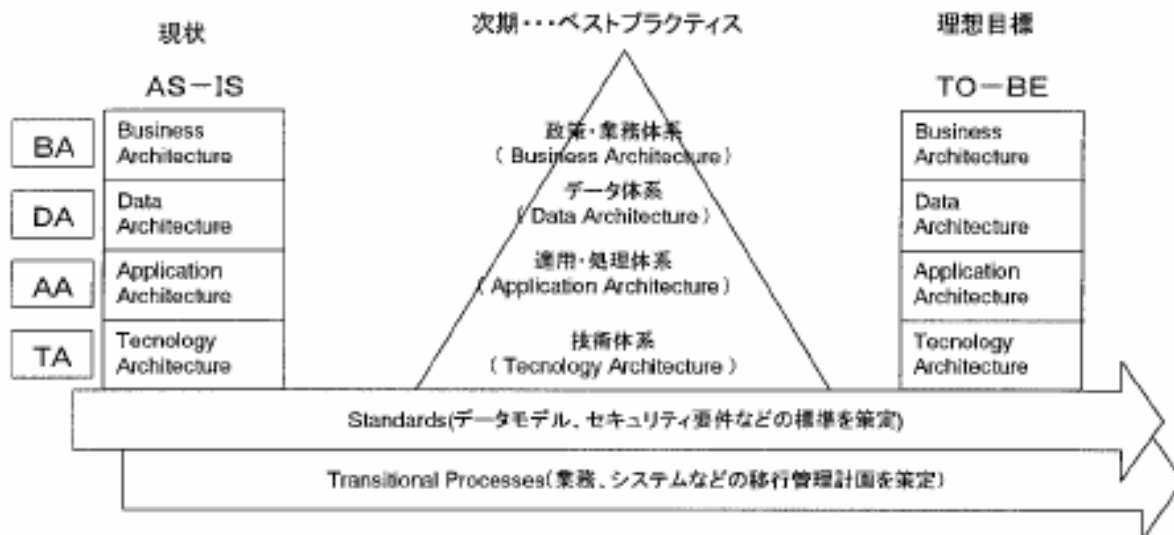 現状
次期・・・ベストプラクティス
理想目標
AS－IS
TO－BE
BA
Business
Architecture
政策・業務体系
( Business Architecture )
Business
Architecture
DA
Data
Architecture
データ体系
( Data Architecture )
Data
Architecture
AA
Application
Architecture
適用・処理体系
( Application Architecture )
Application
Architecture
TA
Tecnology
Architecture
技術体系
( Tecnology Architecture )
Tecnology
Architecture
Standards(データモデル、セキュリティ要件などの標準を策定)
Transitional Processes(業務、システムなどの移行管理計画を策定)